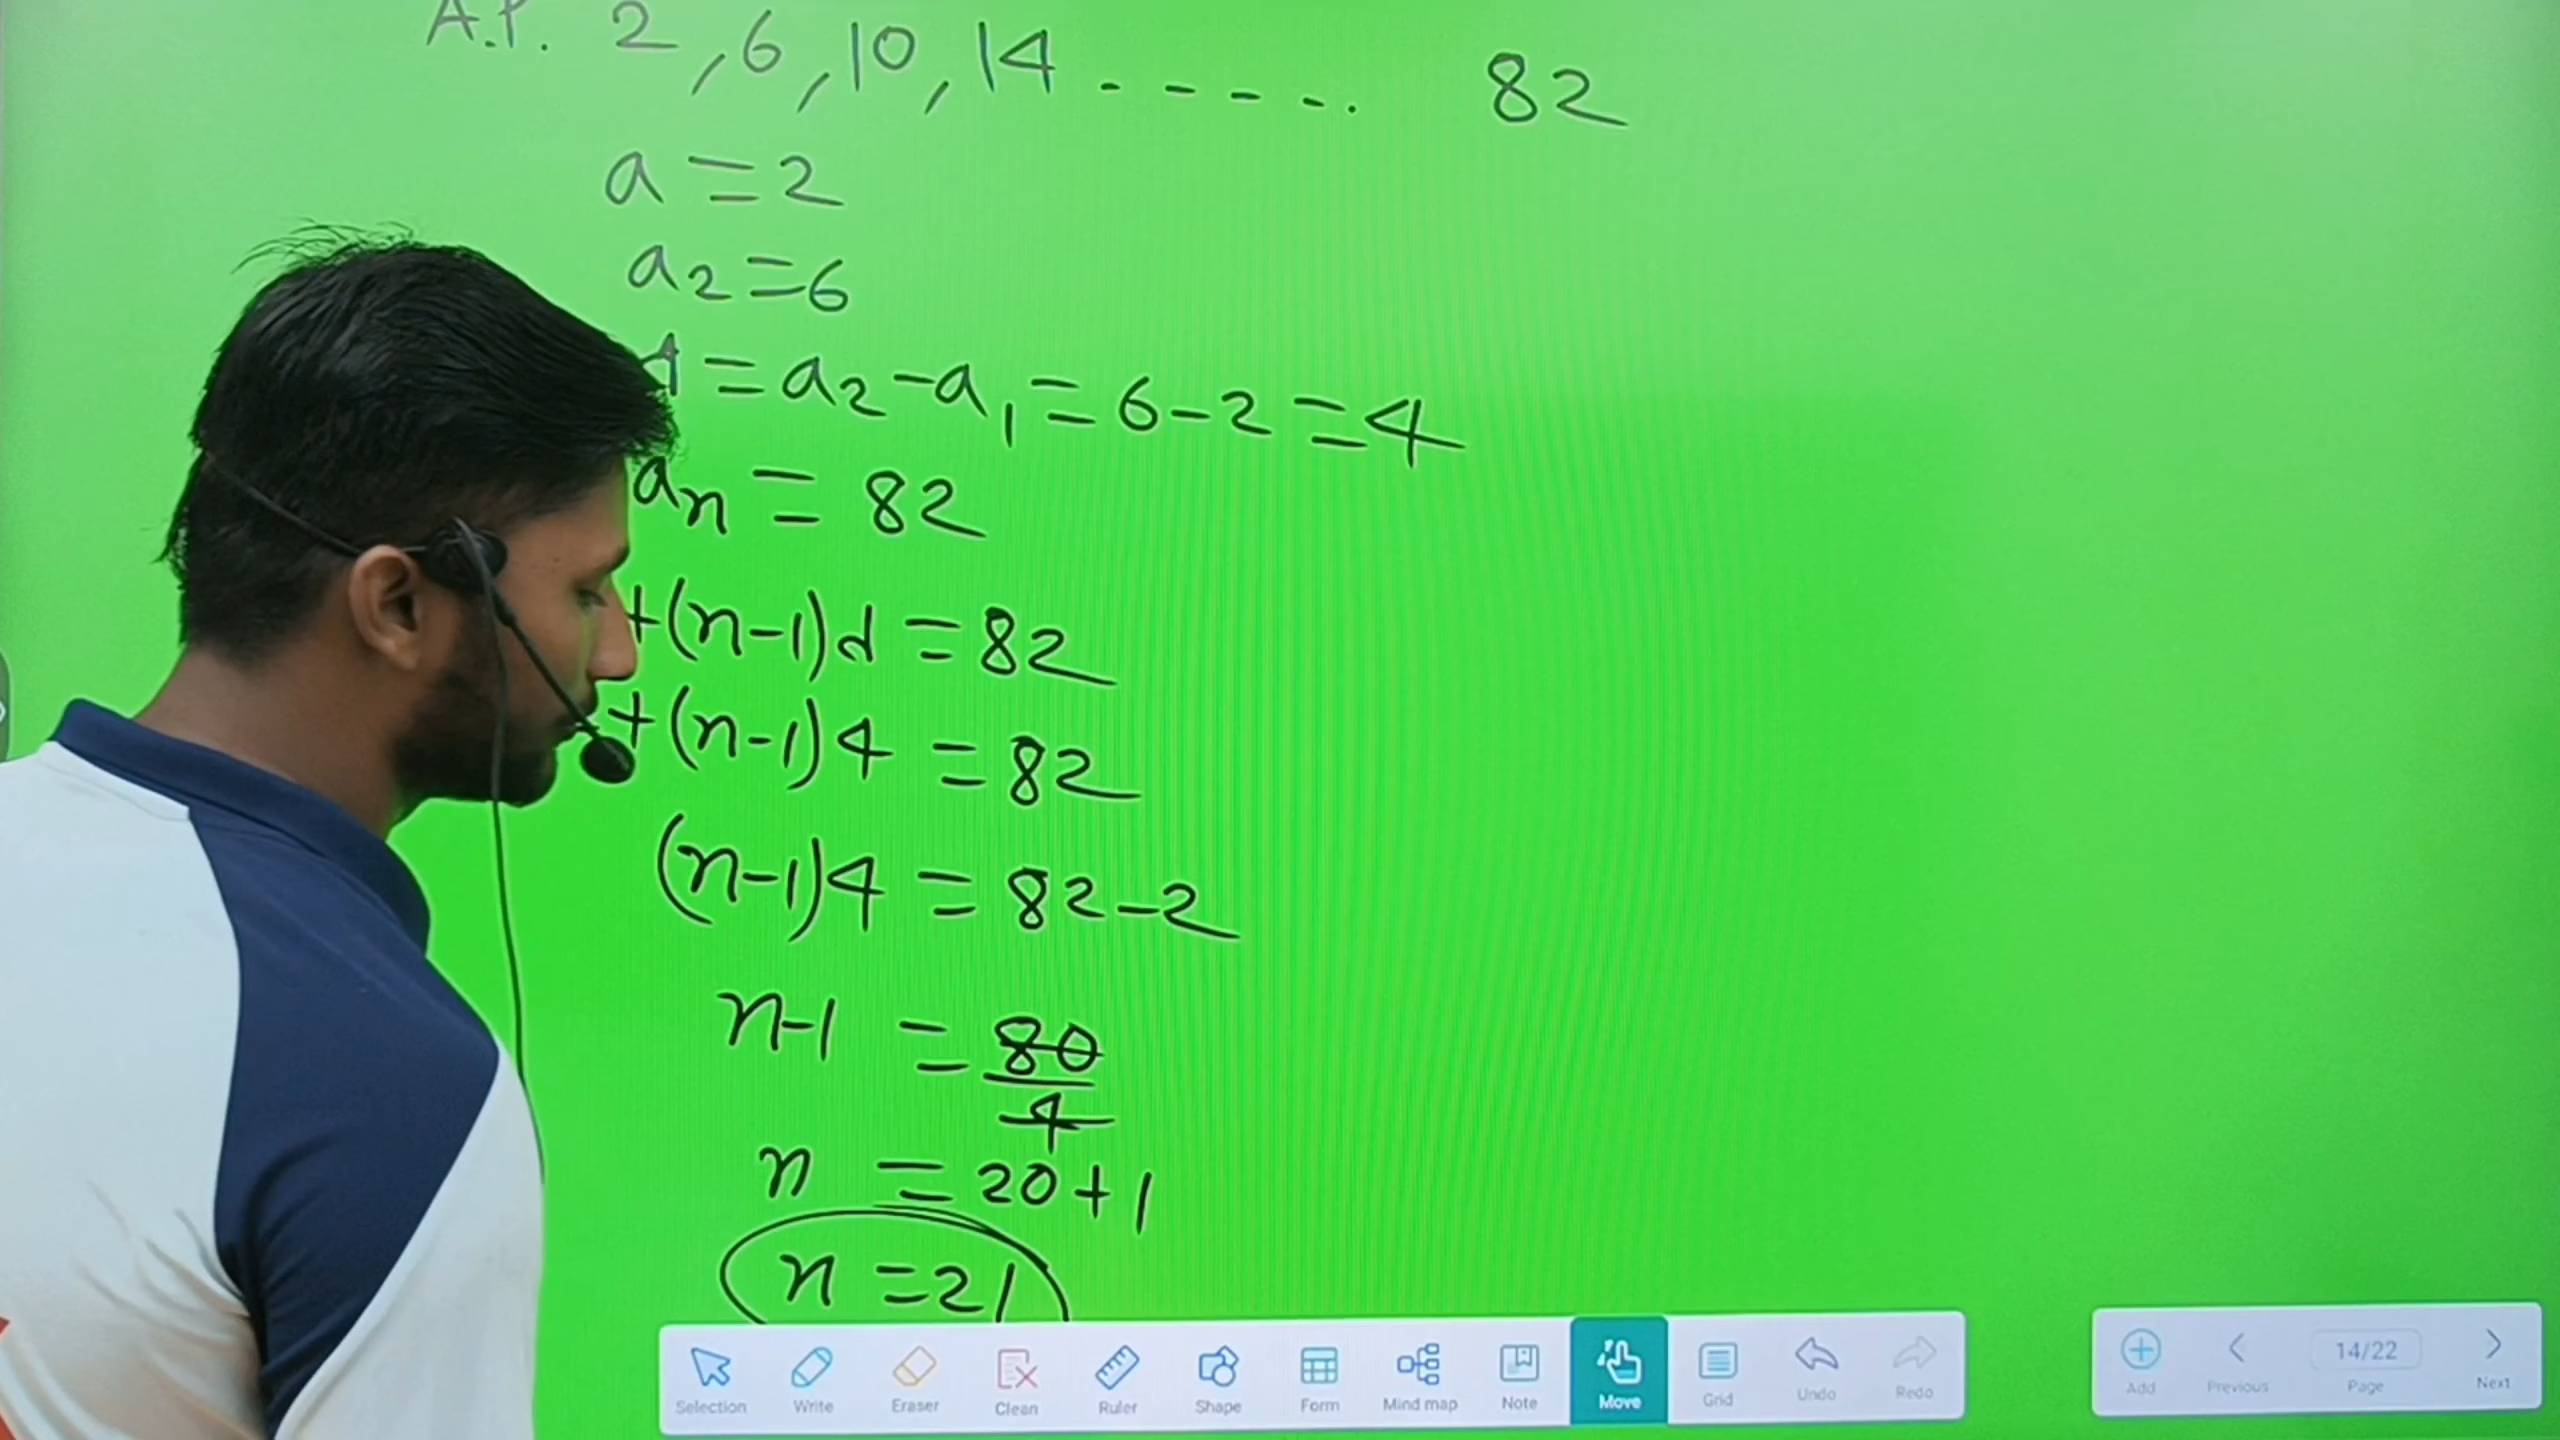 A.P. 2, 6, 10, 14 - - - - . 82
a = 2
a2 = 6
d = a2 - a1 = 6 - 2 = 4
an = 82
+(n-1)d = 82
+(n-1)4 = 82
(n-1)4 = 82-2
n-1 = 80/4
n = 20+1
n = 21
Selection Write Eraser Clean Ruler Shape Form Mind map Note Move Grid Undo Redo
Add Previous 14/22 Page Next